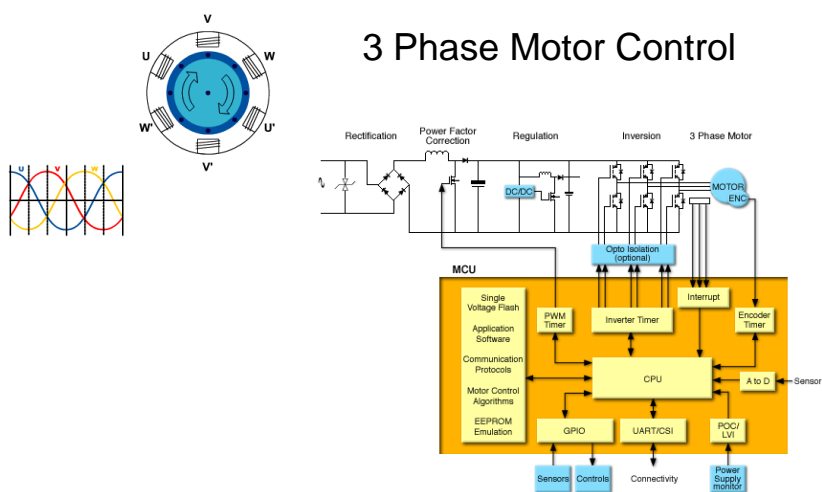 3 Phase Motor Control
V
U
W
W'
U'
V'
U
V
W
Rectification
Power Factor
Correction
Regulation
Inversion
3 Phase Motor
DC/DC
MOTOR
ENC
Opto Isolation
(optional)
MCU
Single
Voltage Flash
Application
Software
Communication
Protocols
Motor Control
Algorithms
EEPROM
Emulation
PWM
Timer
Inverter Timer
Interrupt
Encoder
Timer
CPU
A to D
Sensor
GPIO
UART/CSI
POC/
LVI
Sensors
Controls
Connectivity
Power
Supply
monitor